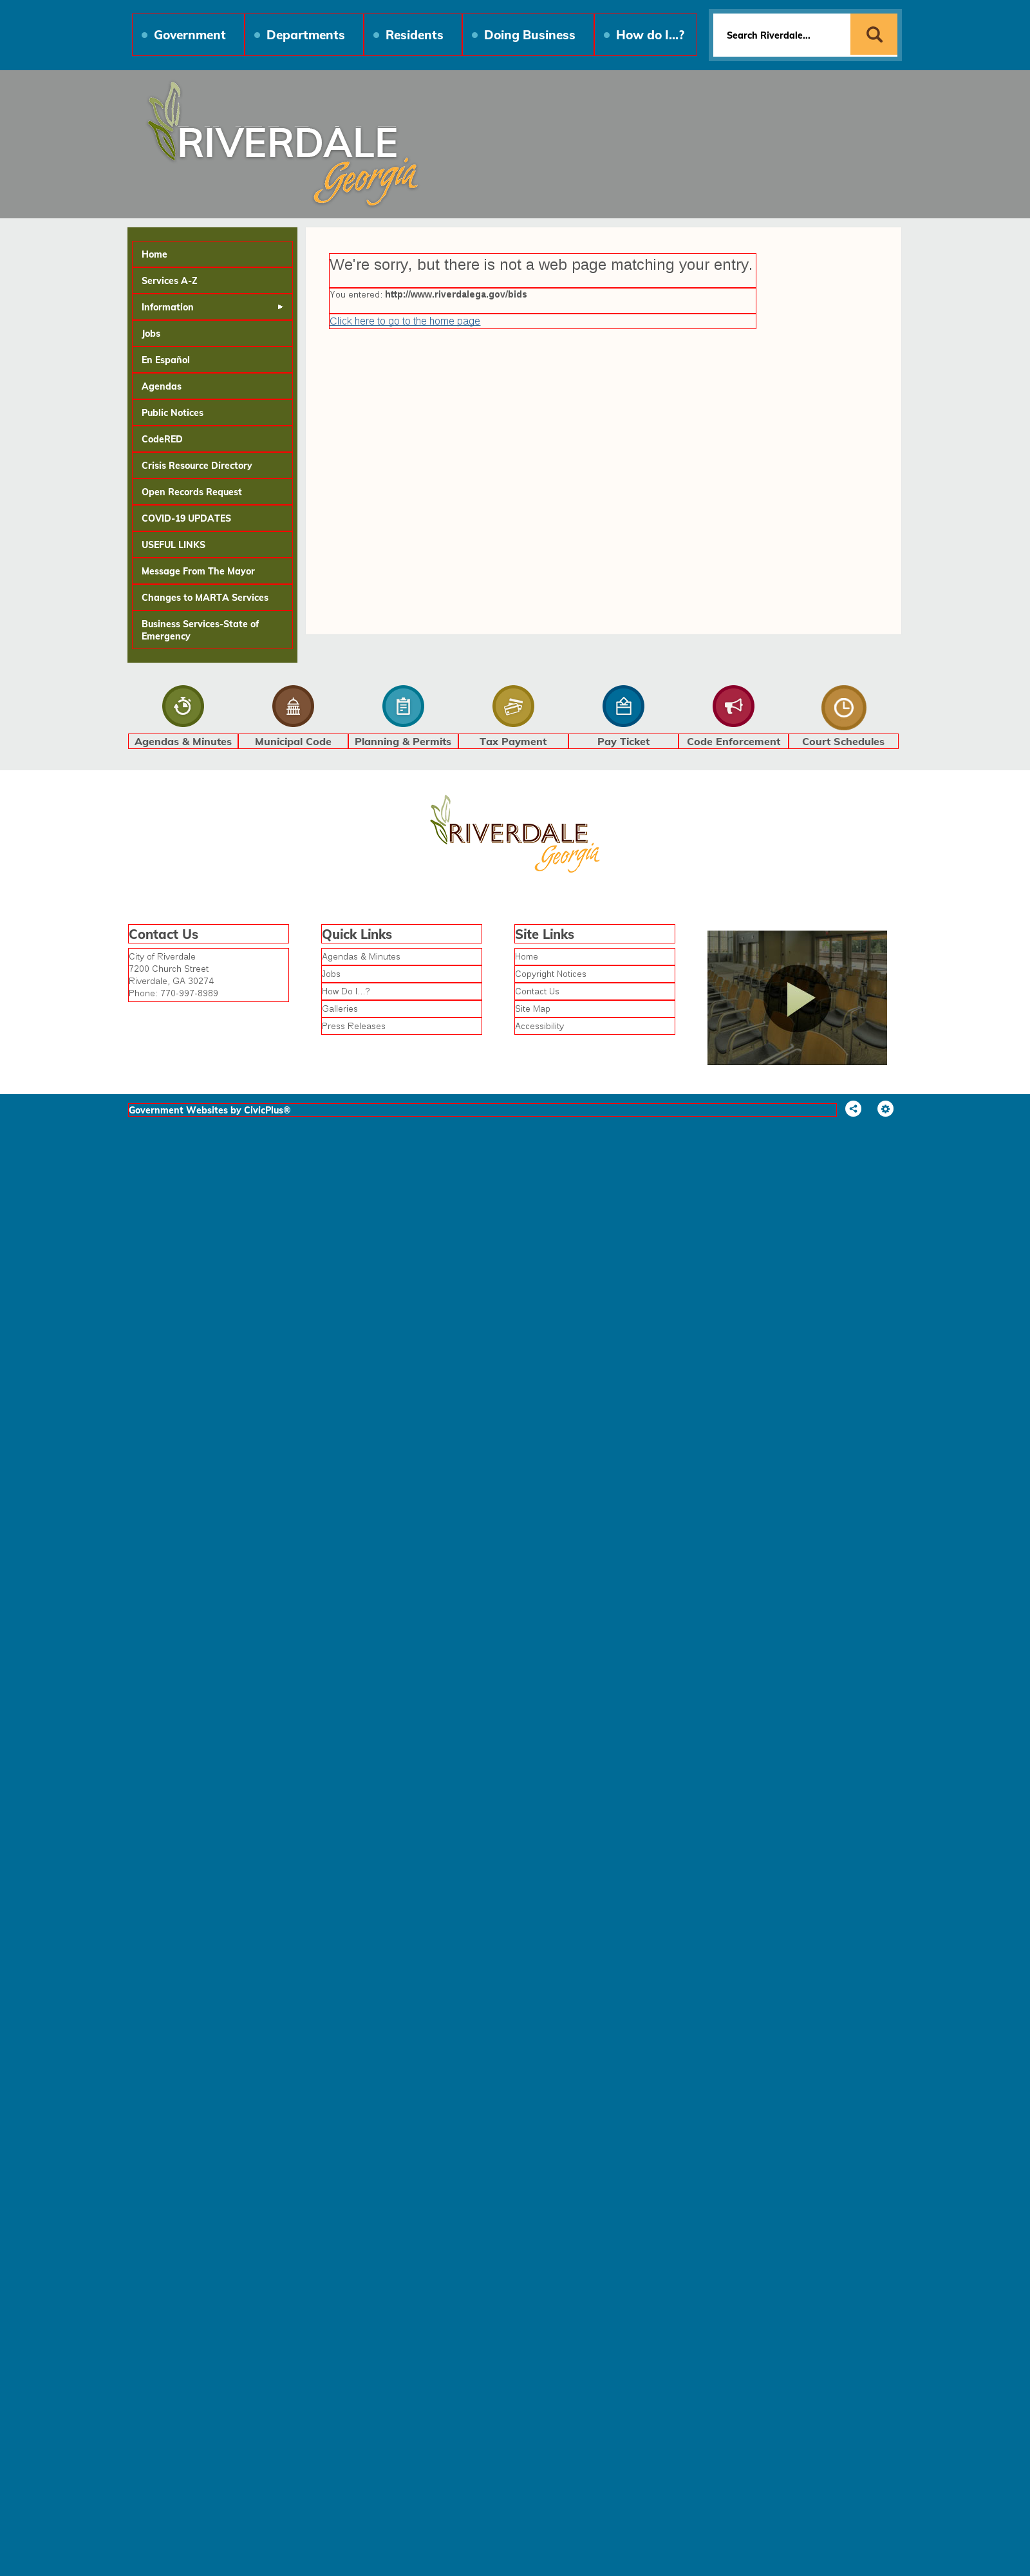 Government
Departments
Residents
Doing Business
How do I...?
Search Riverdale...
RIVERDALE
Georgia
Home
Services A-Z
Information
Jobs
En Español
Agendas
Public Notices
CodeRED
Crisis Resource Directory
Open Records Request
COVID-19 UPDATES
USEFUL LINKS
Message From The Mayor
Changes to MARTA Services
Business Services-State of
Emergency
We're sorry, but there is not a web page matching your entry.
You entered: http://www.riverdalega.gov/bids
Click here to go to the home page
Agendas & Minutes
Municipal Code
Planning & Permits
Tax Payment
Pay Ticket
Code Enforcement
Court Schedules
RIVERDALE
Georgia
Contact Us
City of Riverdale
7200 Church Street
Riverdale, GA 30274
Phone: 770-997-8989
Quick Links
Agendas & Minutes
Jobs
How Do I...?
Galleries
Press Releases
Site Links
Home
Copyright Notices
Contact Us
Site Map
Accessibility
Government Websites by CivicPlus®